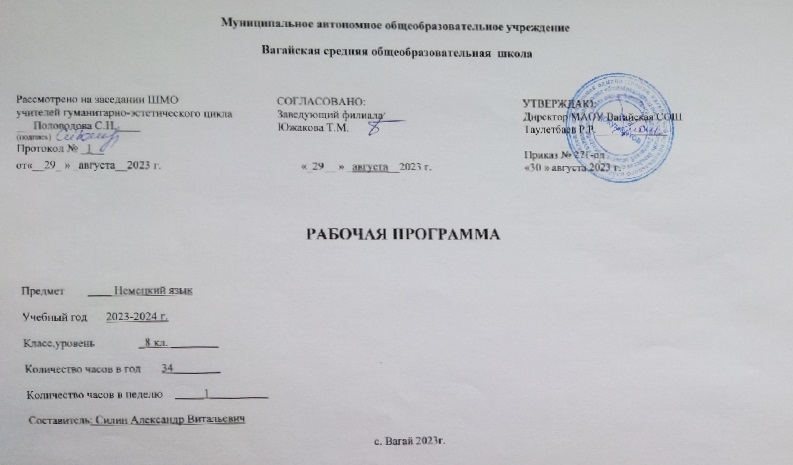 Муниципальное автономное общеобразовательное учреждение
Вагайская средняя общеобразовательная школа
Рассмотрено на заседании ШМО
учителей гуманитарно-эстетического цикла
С.Н.
(подпись)
Протокол № 1
от« 29 » августа 2023 г.
СОГЛАСОВАНО:
Заведующий филиала
Южакова Т.М.
« 29 » августа 2023 г.
УТВЕРЖДАЮ:
Директор МАОУ Вагайская СОШ
Таулетбаев Р.Р.
Приказ №
«30 » августа 2023 г.
РАБОЧАЯ ПРОГРАММА
Предмет Немецкий язык
Учебный год 2023-2024 г.
Класс,уровень 8 кл.
Количество часов в год 34
Количество часов в неделю 1
Составитель: Силин Александр Витальевич
с. Вагай 2023г.